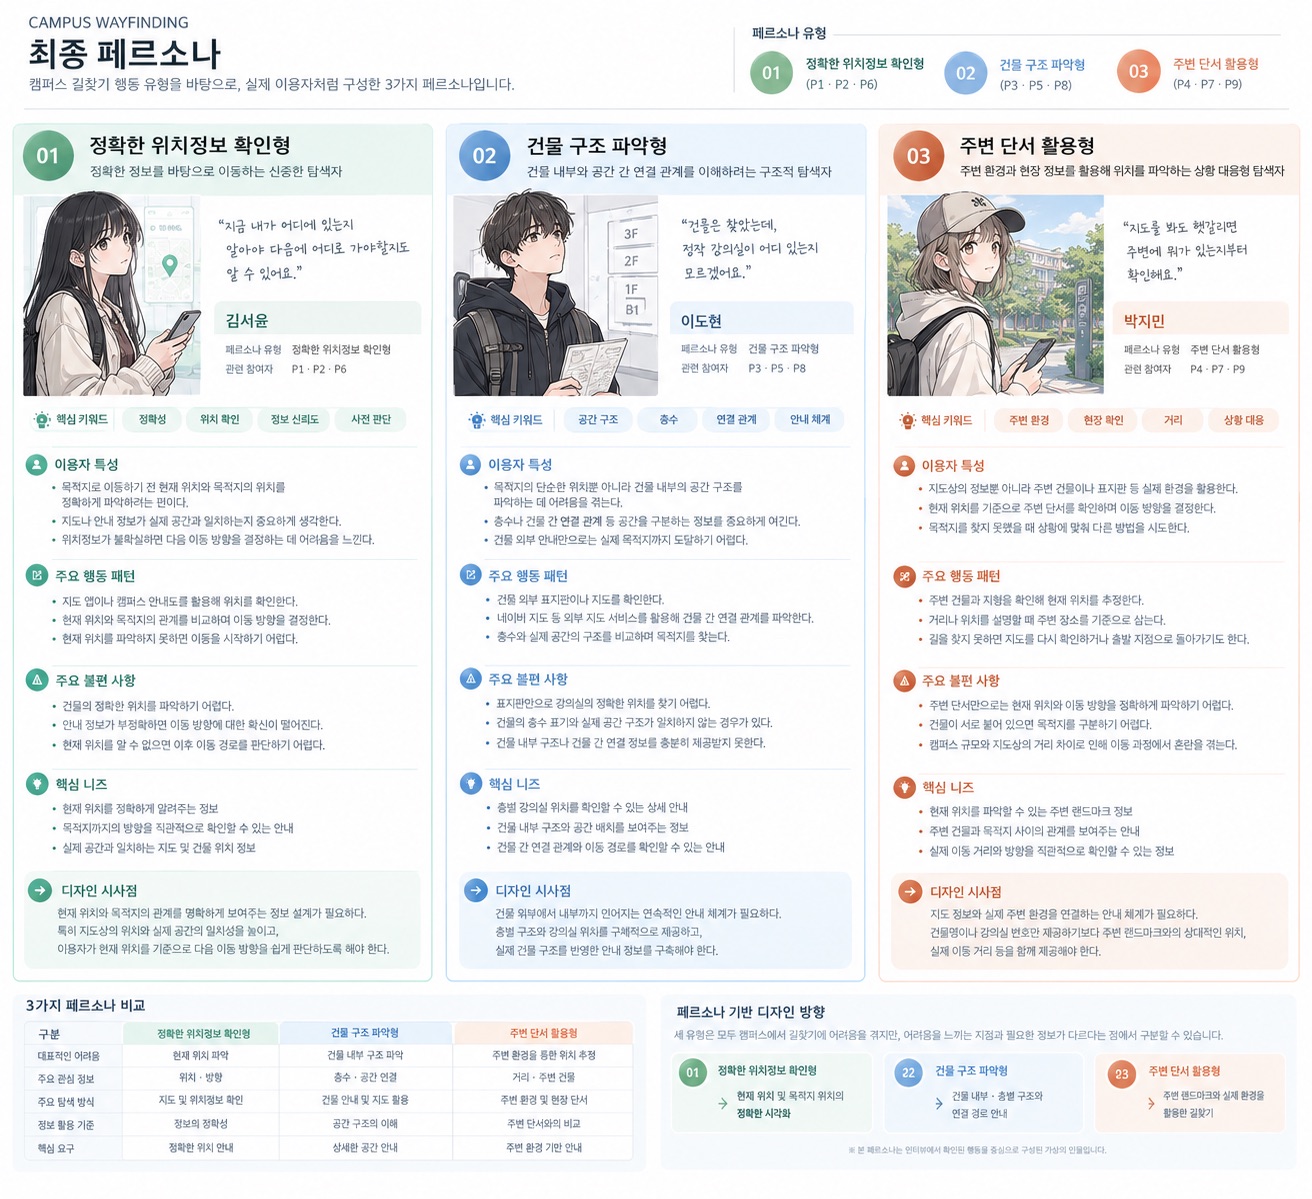 CAMPUS WAYFINDING
최종 페르소나
캠퍼스 길찾기 행동 유형을 바탕으로, 실제 이용자처럼 구성한 3가지 페르소나입니다.
페르소나 유형
01 정확한 위치정보 확인형
(P1 · P2 · P6)
02 건물 구조 파악형
(P3 · P5 · P8)
03 주변 단서 활용형
(P4 · P7 · P9)
01 정확한 위치정보 확인형
정확한 정보를 바탕으로 이동하는 신중한 탐색자
“지금 내가 어디에 있는지
알아야 다음에 어디로 가야할지도
알 수 있어요.”
김서윤
페르소나 유형 정확한 위치정보 확인형
관련 참여자 P1 · P2 · P6
핵심 키워드 정확성 위치 확인 정보 신뢰도 사전 판단
이용자 특성
• 목적지로 이동하기 전 현재 위치와 목적지의 위치를
정확하게 파악하려는 편이다.
• 지도나 안내 정보가 실제 공간과 일치하는지 중요하게 생각한다.
• 위치정보가 불확실하면 다음 이동 방향을 결정하는 데 어려움을 느낀다.
주요 행동 패턴
• 지도 앱이나 캠퍼스 안내도를 활용해 위치를 확인한다.
• 현재 위치와 목적지의 관계를 비교하며 이동 방향을 결정한다.
• 현재 위치를 파악하지 못하면 이동을 시작하기 어렵다.
주요 불편 사항
• 건물의 정확한 위치를 파악하기 어렵다.
• 안내 정보가 부정확하면 이동 방향에 대한 확신이 떨어진다.
• 현재 위치를 알 수 없으면 이후 이동 경로를 판단하기 어렵다.
핵심 니즈
• 현재 위치를 정확하게 알려주는 정보
• 목적지까지의 방향을 직관적으로 확인할 수 있는 안내
• 실제 공간과 일치하는 지도 및 건물 위치 정보
디자인 시사점
현재 위치와 목적지의 관계를 명확하게 보여주는 정보 설계가 필요하다.
특히 지도상의 위치와 실제 공간의 일치성을 높이고,
이용자가 현재 위치를 기준으로 다음 이동 방향을 쉽게 판단하도록 해야 한다.
02 건물 구조 파악형
건물 내부와 공간 간 연결 관계를 이해하려는 구조적 탐색자
3F
2F
1F
B1
“건물은 찾았는데,
정작 강의실이 어디 있는지
모르겠어요.”
이도현
페르소나 유형 건물 구조 파악형
관련 참여자 P3 · P5 · P8
핵심 키워드 공간 구조 층수 연결 관계 안내 체계
이용자 특성
• 목적지의 단순한 위치뿐 아니라 건물 내부의 공간 구조를
파악하는 데 어려움을 겪는다.
• 층수나 건물 간 연결 관계 등 공간을 구분하는 정보를 중요하게 여긴다.
• 건물 외부 안내만으로는 실제 목적지까지 도달하기 어렵다.
주요 행동 패턴
• 건물 외부 표지판이나 지도를 확인한다.
• 네이버 지도 등 외부 지도 서비스를 활용해 건물 간 연결 관계를 파악한다.
• 층수와 실제 공간의 구조를 비교하며 목적지를 찾는다.
주요 불편 사항
• 표지판만으로 강의실의 정확한 위치를 찾기 어렵다.
• 건물의 층수 표기와 실제 공간 구조가 일치하지 않는 경우가 있다.
• 건물 내부 구조나 건물 간 연결 정보를 충분히 제공받지 못한다.
핵심 니즈
• 층별 강의실 위치를 확인할 수 있는 상세 안내
• 건물 내부 구조와 공간 배치를 보여주는 정보
• 건물 간 연결 관계와 이동 경로를 확인할 수 있는 안내
디자인 시사점
건물 외부에서 내부까지 이어지는 연속적인 안내 체계가 필요하다.
층별 구조와 강의실 위치를 구체적으로 제공하고,
실제 건물 구조를 반영한 안내 정보를 구축해야 한다.
03 주변 단서 활용형
주변 환경과 현장 정보를 활용해 위치를 파악하는 상황 대응형 탐색자
“지도를 봐도 헷갈리면
주변에 뭐가 있는지부터
확인해요.”
박지민
페르소나 유형 주변 단서 활용형
관련 참여자 P4 · P7 · P9
핵심 키워드 주변 환경 현장 확인 거리 상황 대응
이용자 특성
• 지도상의 정보뿐 아니라 주변 건물이나 표지판 등 실제 환경을 활용한다.
• 현재 위치를 기준으로 주변 단서를 확인하며 이동 방향을 결정한다.
• 목적지를 찾지 못했을 때 상황에 맞춰 다른 방법을 시도한다.
주요 행동 패턴
• 주변 건물과 지형을 확인해 현재 위치를 추정한다.
• 거리나 위치를 설명할 때 주변 장소를 기준으로 삼는다.
• 길을 찾지 못하면 지도를 다시 확인하거나 출발 지점으로 돌아가기도 한다.
주요 불편 사항
• 주변 단서만으로는 현재 위치와 이동 방향을 정확하게 파악하기 어렵다.
• 건물이 서로 붙어 있으면 목적지를 구분하기 어렵다.
• 캠퍼스 규모와 지도상의 거리 차이로 인해 이동 과정에서 혼란을 겪는다.
핵심 니즈
• 현재 위치를 파악할 수 있는 주변 랜드마크 정보
• 주변 건물과 목적지 사이의 관계를 보여주는 안내
• 실제 이동 거리와 방향을 직관적으로 확인할 수 있는 정보
디자인 시사점
지도 정보와 실제 주변 환경을 연결하는 안내 체계가 필요하다.
건물명이나 강의실 번호만 제공하기보다 주변 랜드마크와의 상대적인 위치,
실제 이동 거리 등을 함께 제공해야 한다.
3가지 페르소나 비교
구분 정확한 위치정보 확인형 건물 구조 파악형 주변 단서 활용형
대표적인 어려움 현재 위치 파악 건물 내부 구조 파악 주변 환경을 통한 위치 추정
주요 관심 정보 위치 · 방향 층수 · 공간 연결 거리 · 주변 건물
주요 탐색 방식 지도 및 위치정보 확인 건물 안내 및 지도 활용 주변 환경 및 현장 단서
정보 활용 기준 정보의 정확성 공간 구조의 이해 주변 단서와의 비교
핵심 요구 정확한 위치 안내 상세한 공간 안내 주변 환경 기반 안내
페르소나 기반 디자인 방향
세 유형은 모두 캠퍼스에서 길찾기에 어려움을 겪지만, 어려움을 느끼는 지점과 필요한 정보가 다르다는 점에서 구분할 수 있습니다.
01 정확한 위치정보 확인형
→ 현재 위치 및 목적지 위치의
정확한 시각화
22 건물 구조 파악형
→ 건물 내부 · 층별 구조와
연결 경로 안내
23 주변 단서 활용형
→ 주변 랜드마크와 실제 환경을
활용한 길찾기
※ 본 페르소나는 인터뷰에서 확인된 행동을 중심으로 구성된 가상의 인물입니다.